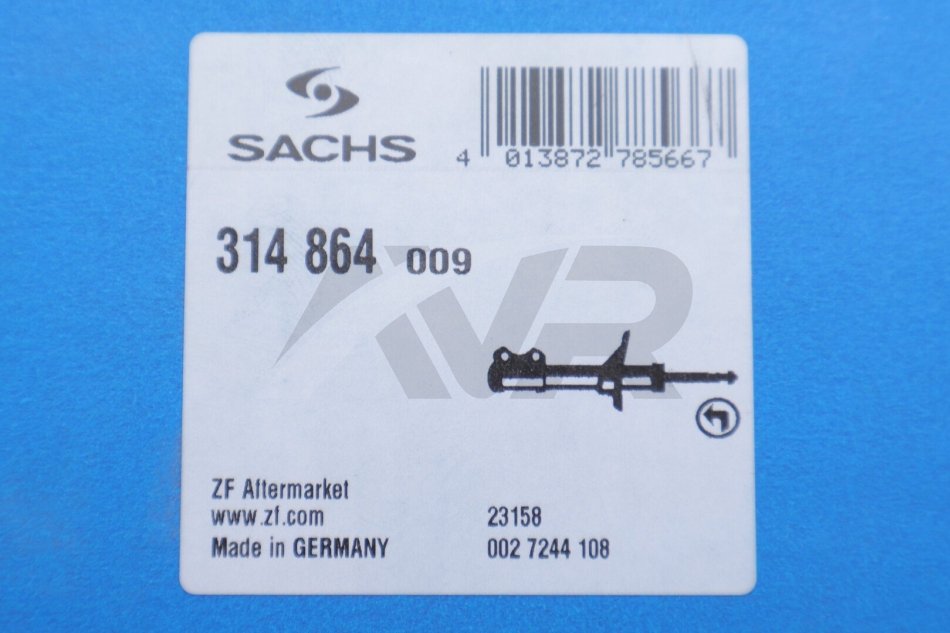 SACHS
4 013872 785667
314 864 009
AVR
ZF Aftermarket
www.zf.com
Made in GERMANY
23158
002 7244 108